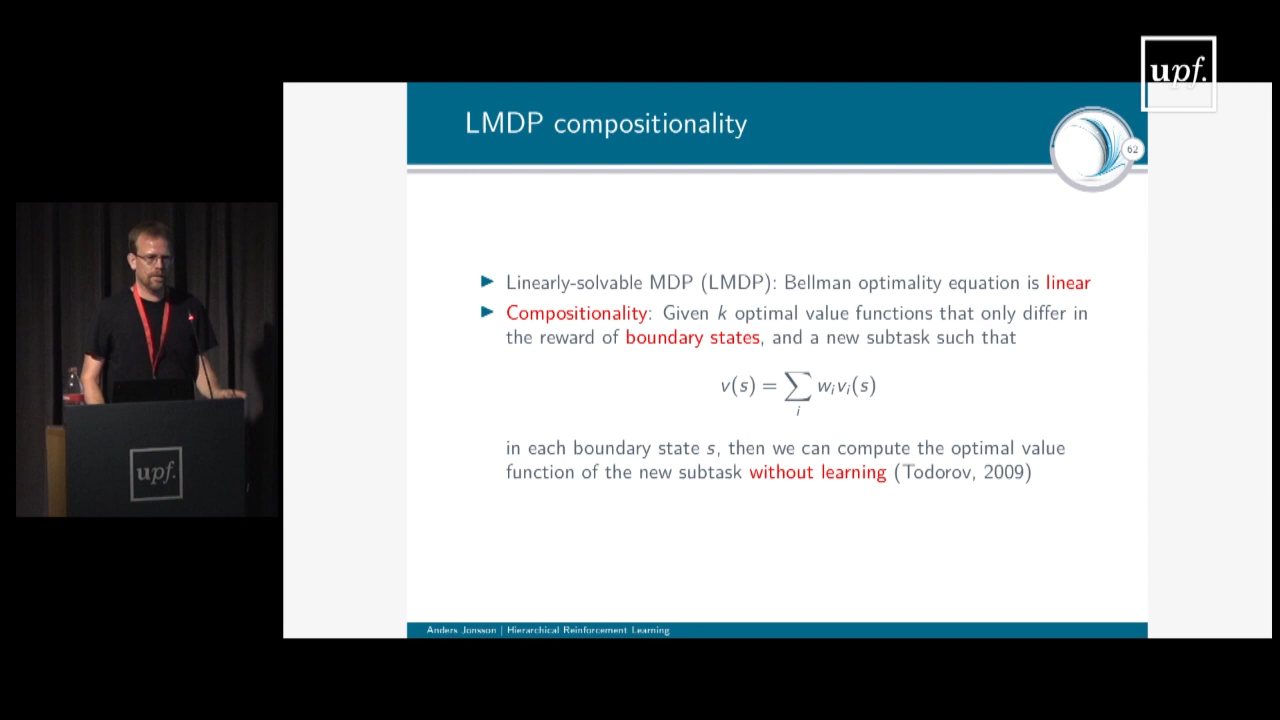 upf.
LMDP compositionality
62
▶ Linearly-solvable MDP (LMDP): Bellman optimality equation is linear
▶ Compositionality: Given k optimal value functions that only differ in
the reward of boundary states, and a new subtask such that
v(s) = ∑ᵢ wᵢvᵢ(s)
in each boundary state s, then we can compute the optimal value
function of the new subtask without learning (Todorov, 2009)
upf.
Anders Jonsson | Hierarchical Reinforcement Learning